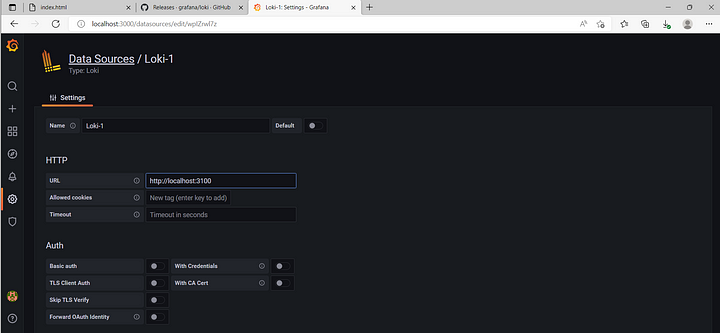 index.html
Releases · grafana/loki · GitHub
Loki-1: Settings - Grafana
localhost:3000/datasources/edit/wpIZrwl7z
Data Sources / Loki-1
Type: Loki
Settings
Name Loki-1 Default
HTTP
URL http://localhost:3100
Allowed cookies New tag (enter key to add)
Timeout Timeout in seconds
Auth
Basic auth With Credentials
TLS Client Auth With CA Cert
Skip TLS Verify
Forward OAuth Identity